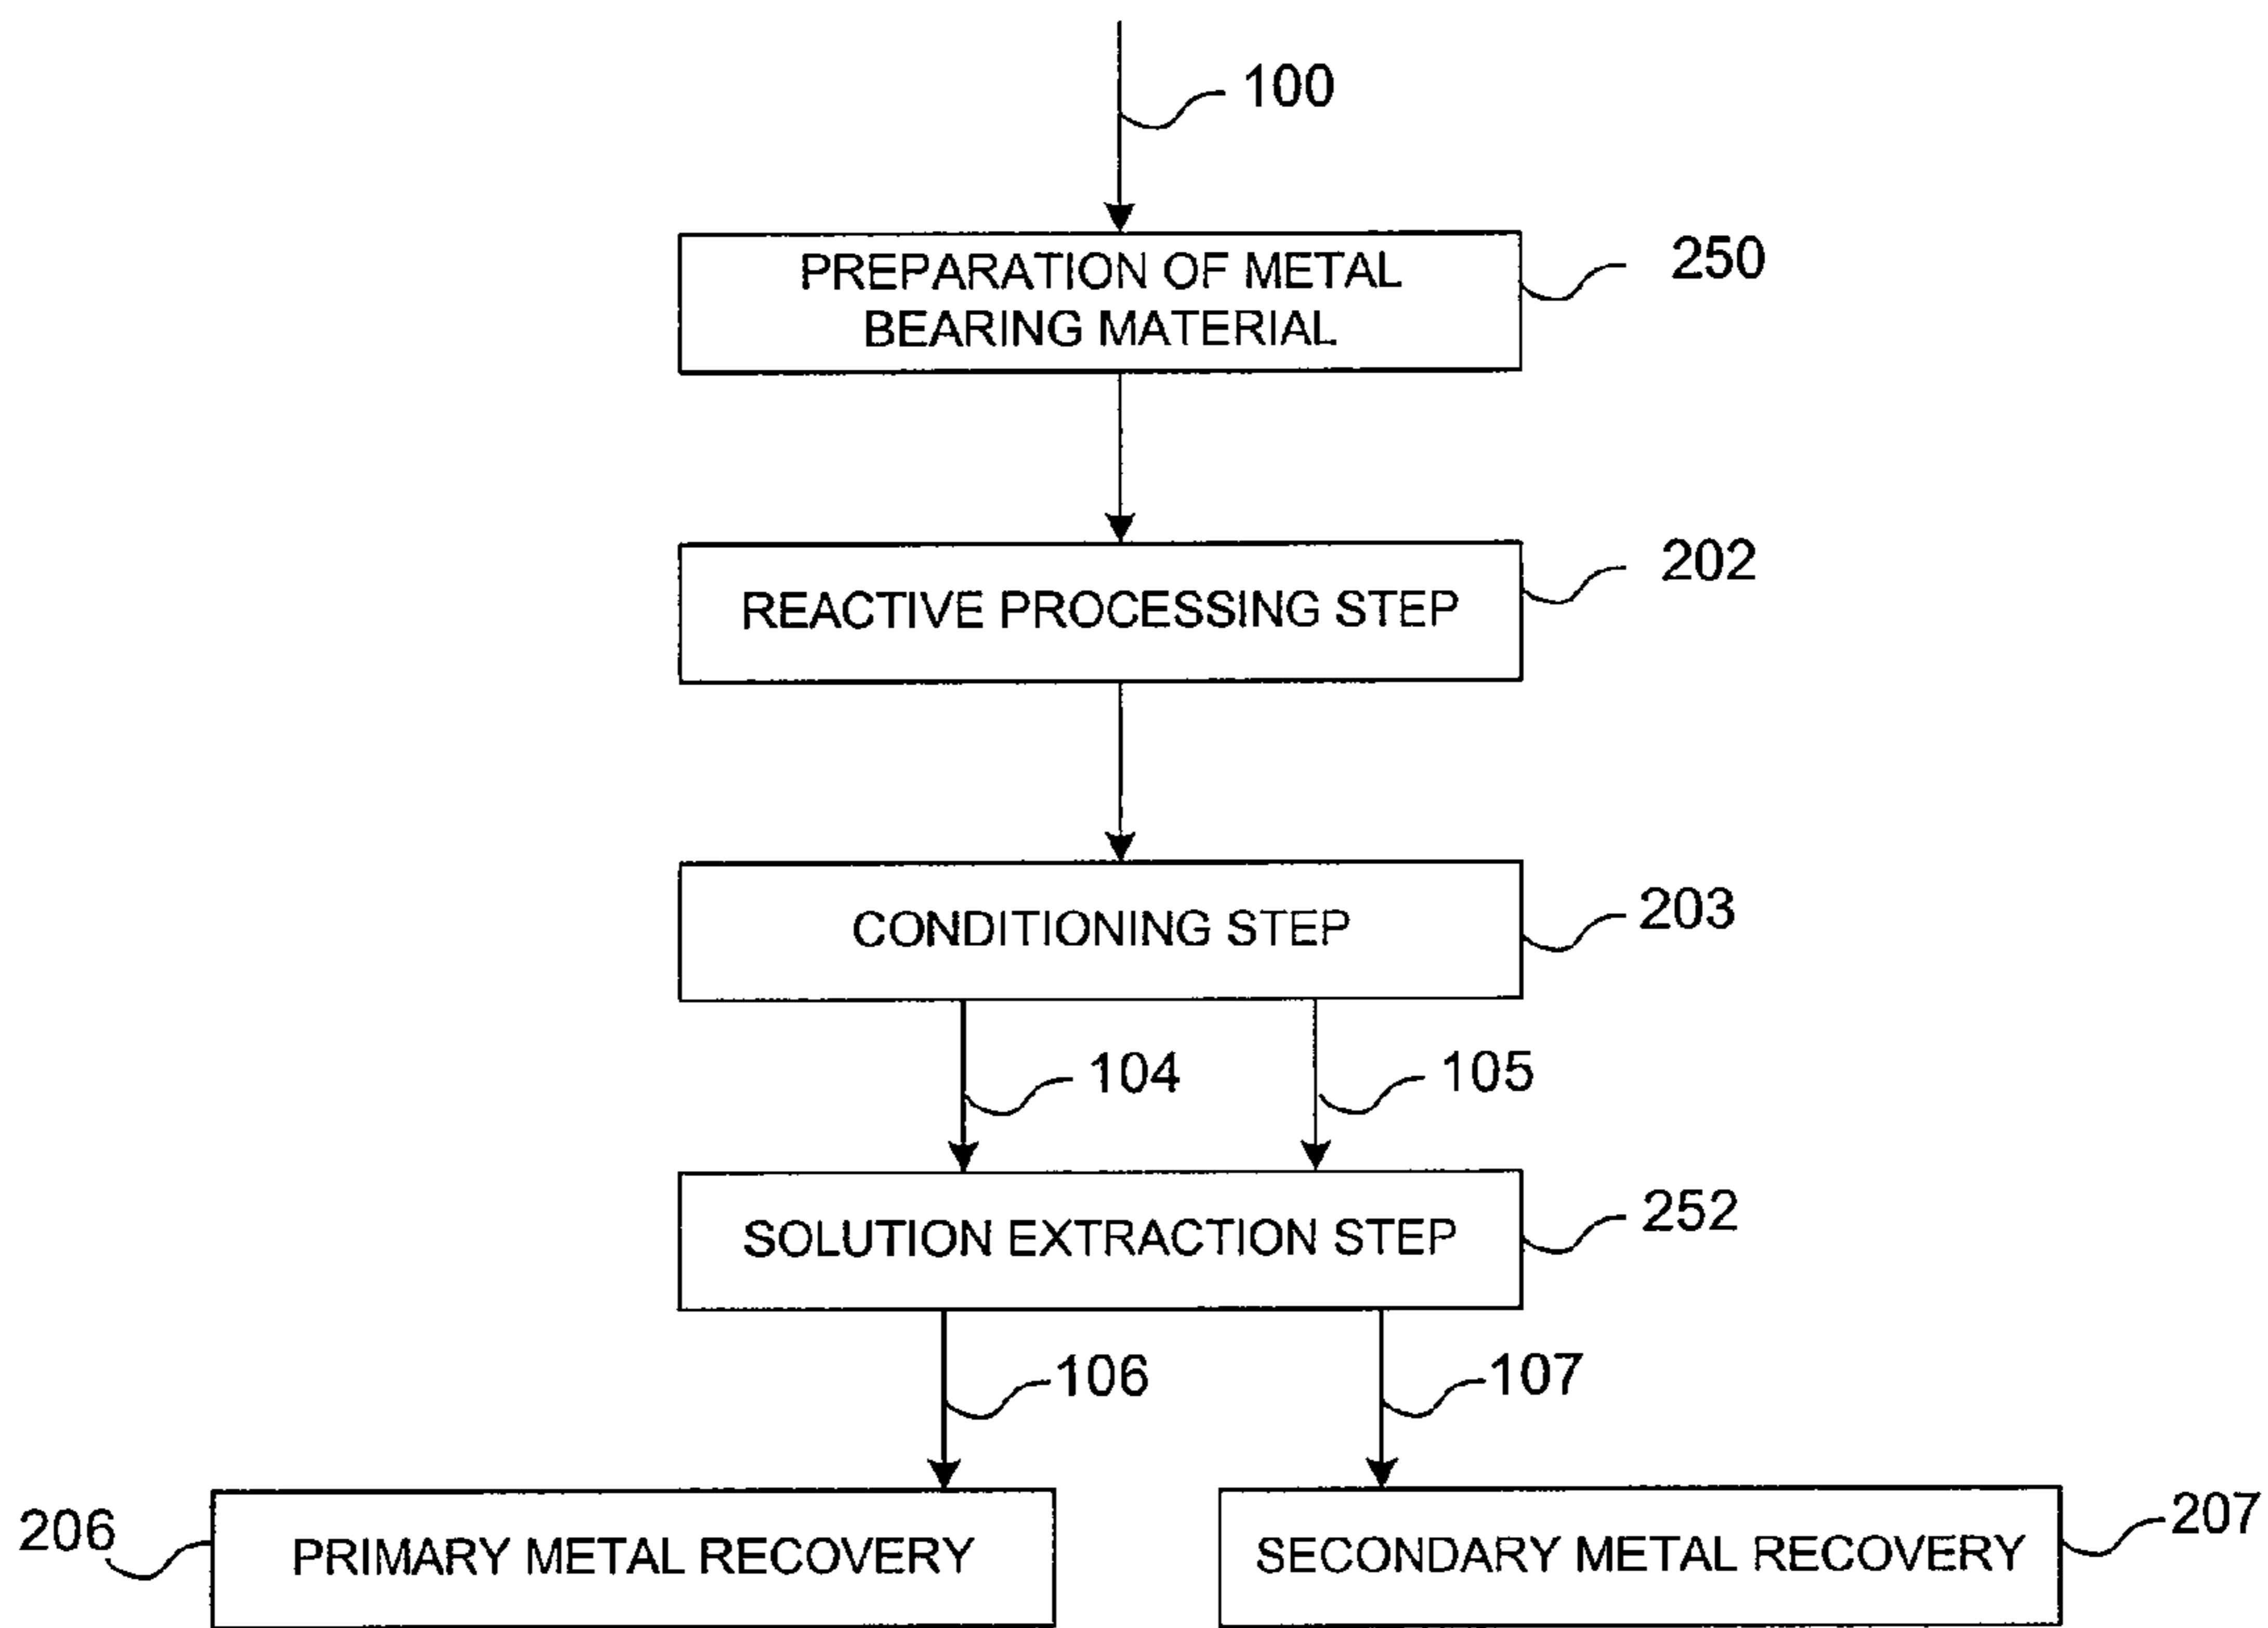 100
PREPARATION OF METAL
BEARING MATERIAL
250
REACTIVE PROCESSING STEP
202
CONDITIONING STEP
203
104
105
SOLUTION EXTRACTION STEP
252
106
107
206
PRIMARY METAL RECOVERY
SECONDARY METAL RECOVERY
207